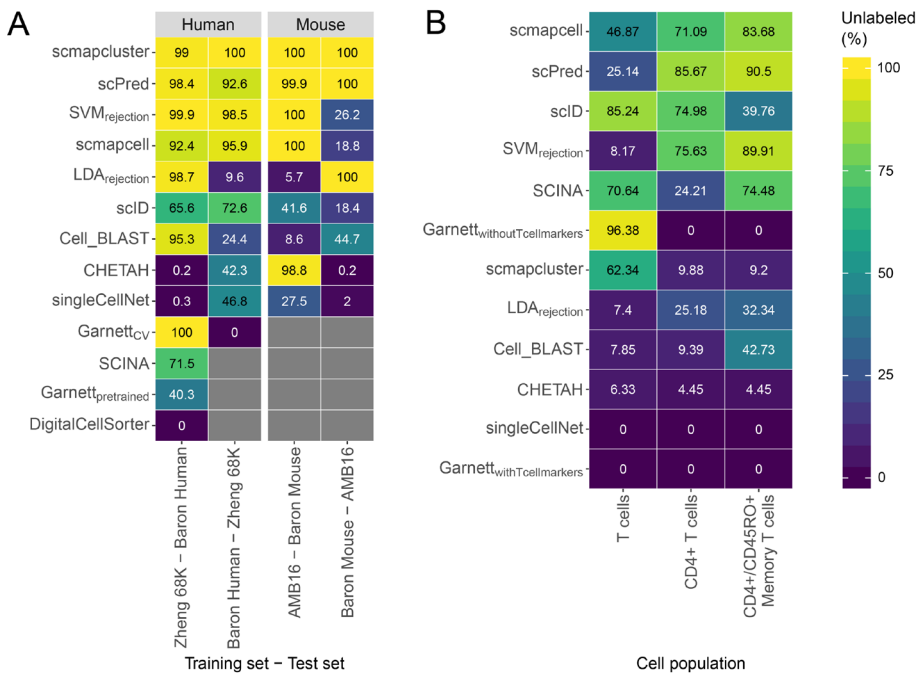 A
Human Mouse
scmapcluster 99 100 100 100
scPred 98.4 92.6 99.9 100
SVMrejection 99.9 98.5 100 26.2
scmapcell 92.4 95.9 100 18.8
LDArejection 98.7 9.6 5.7 100
scID 65.6 72.6 41.6 18.4
Cell_BLAST 95.3 24.4 8.6 44.7
CHETAH 0.2 42.3 98.8 0.2
singleCellNet 0.3 46.8 27.5 2
GarnettCV 100 0
SCINA 71.5
Garnettpretrained 40.3
DigitalCellSorter 0
Zheng 68K − Baron Human
Baron Human − Zheng 68K
AMB16 − Baron Mouse
Baron Mouse − AMB16
Training set − Test set
B
scmapcell 46.87 71.09 83.68
scPred 25.14 85.67 90.5
scID 85.24 74.98 39.76
SVMrejection 8.17 75.63 89.91
SCINA 70.64 24.21 74.48
GarnettwithoutTcellmarkers 96.38 0 0
scmapcluster 62.34 9.88 9.2
LDArejection 7.4 25.18 32.34
Cell_BLAST 7.85 9.39 42.73
CHETAH 6.33 4.45 4.45
singleCellNet 0 0 0
GarnettwithTcellmarkers 0 0 0
T cells
CD4+ T cells
CD4+/CD45RO+
Memory T cells
Cell population
Unlabeled
(%)
100
75
50
25
0